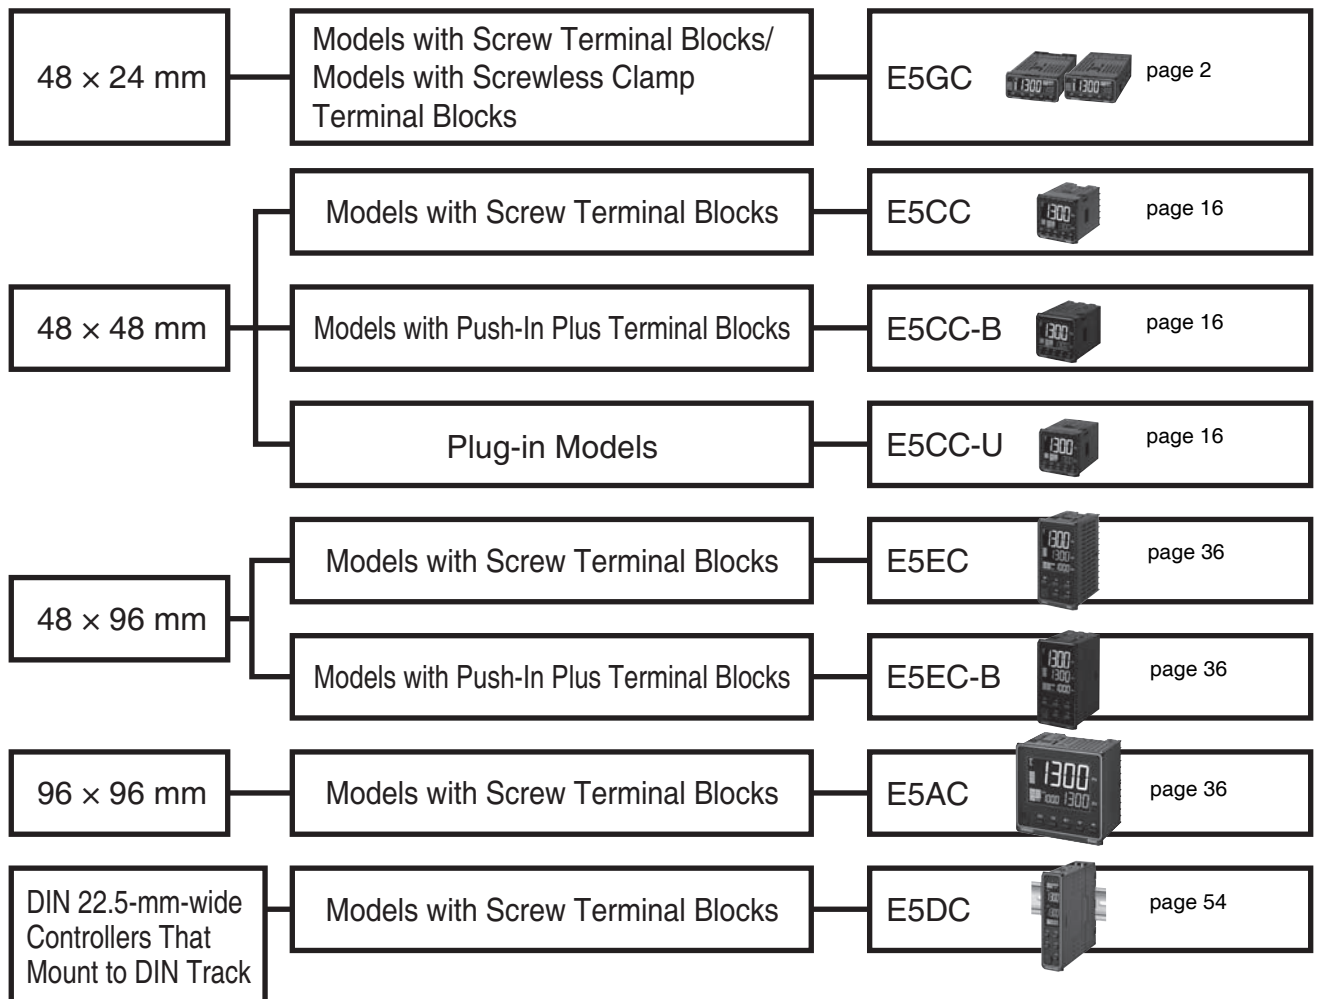 48 × 24 mm
Models with Screw Terminal Blocks/
Models with Screwless Clamp
Terminal Blocks
E5GC
page 2
48 × 48 mm
Models with Screw Terminal Blocks
E5CC
page 16
Models with Push-In Plus Terminal Blocks
E5CC-B
page 16
Plug-in Models
E5CC-U
page 16
48 × 96 mm
Models with Screw Terminal Blocks
E5EC
page 36
Models with Push-In Plus Terminal Blocks
E5EC-B
page 36
96 × 96 mm
Models with Screw Terminal Blocks
E5AC
1300
1000 1300
page 36
DIN 22.5-mm-wide
Controllers That
Mount to DIN Track
Models with Screw Terminal Blocks
E5DC
page 54